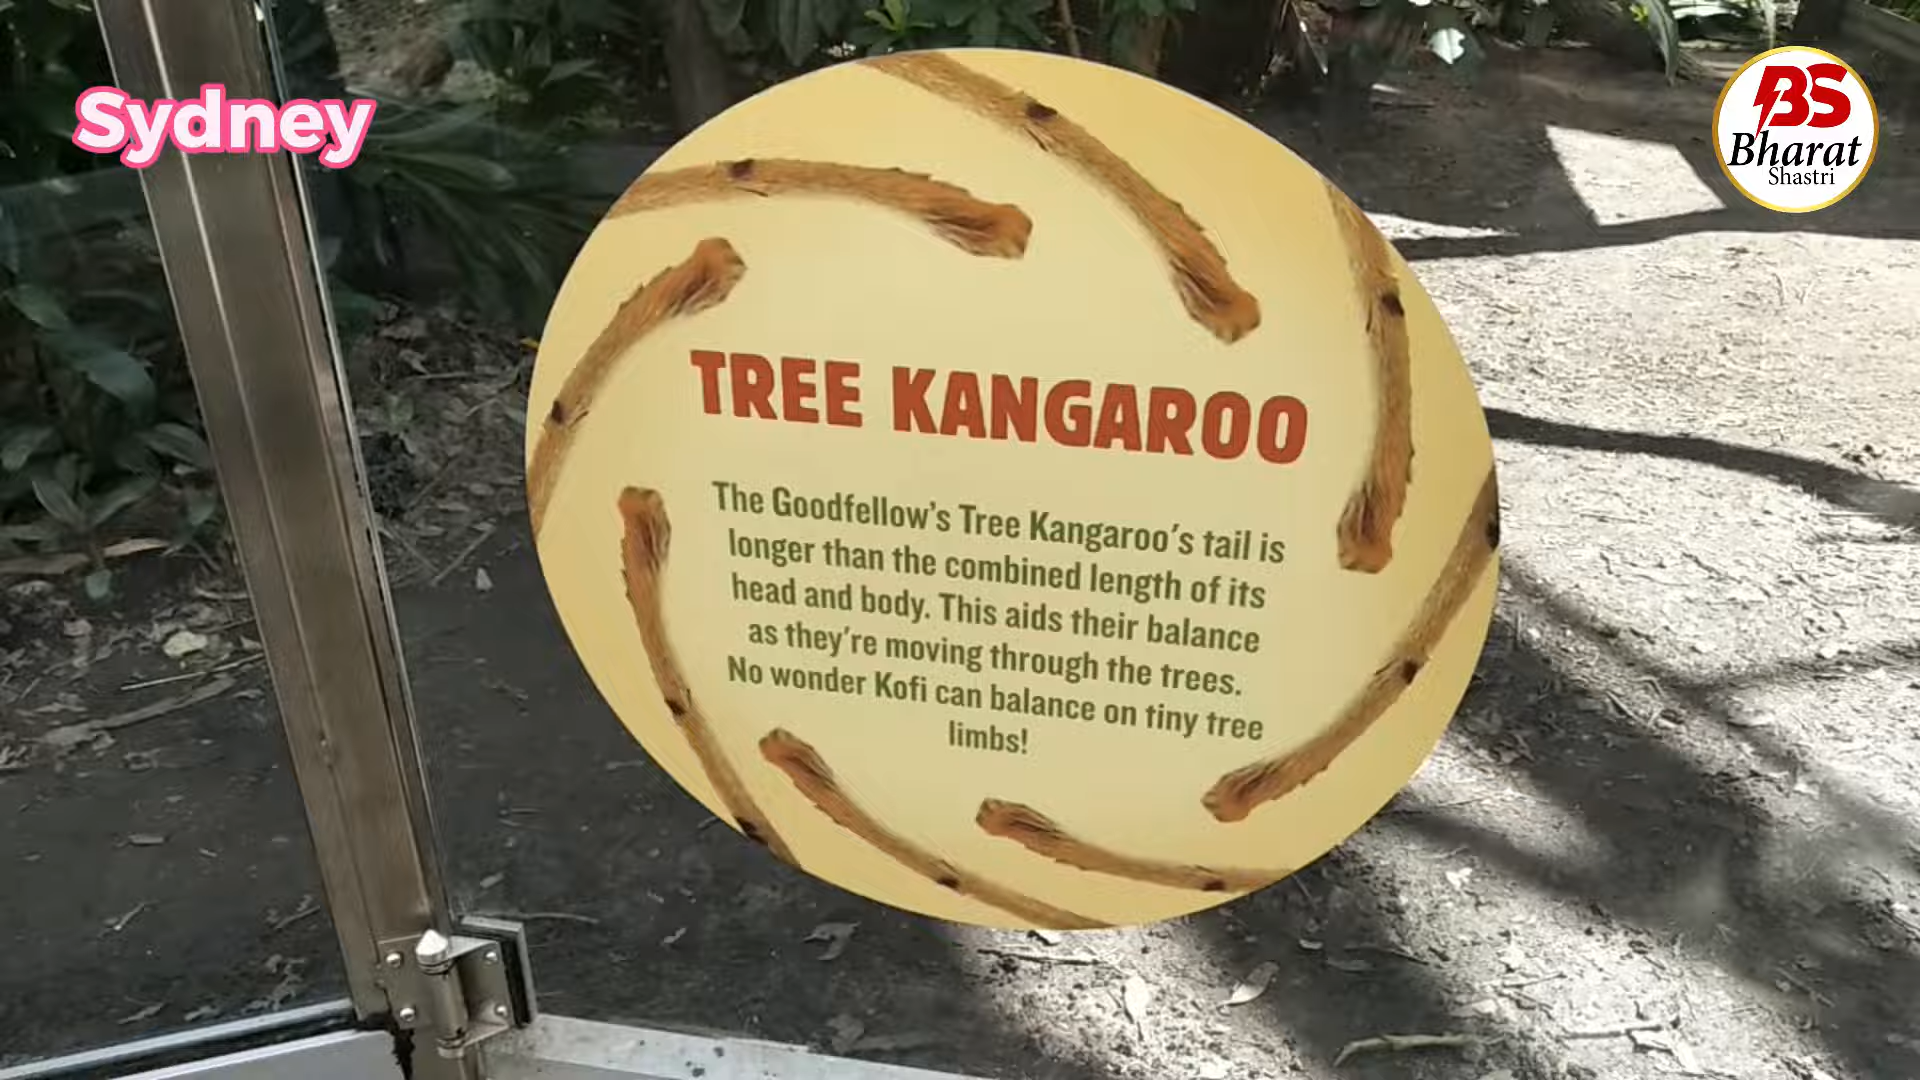 Sydney
BS
Bharat
Shastri
TREE KANGAROO
The Goodfellow's Tree Kangaroo's tail is
longer than the combined length of its
head and body. This aids their balance
as they're moving through the trees.
No wonder Kofi can balance on tiny tree
limbs!